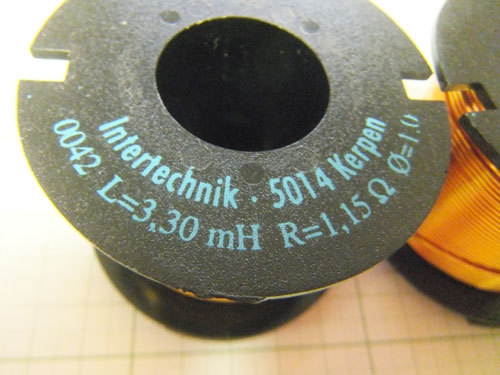 Intertechnik · 5014 Kerpen
0042 L=3,30 mH R=1,15 Ω Ø=1.0